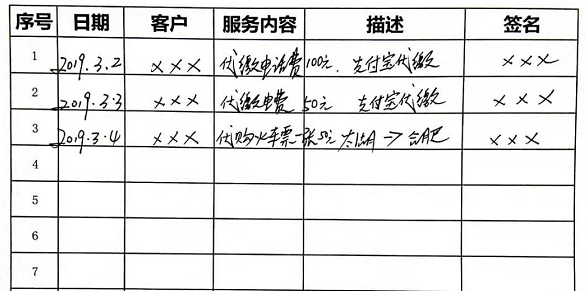 序号 日期 客户 服务内容 描述 签名
1 2019.3.2 ××× 代缴电话费100元. 支付宝代缴 ×××
2 2019.3.3 ××× 代缴电费 50元 支付宝代缴 ×××
3 2019.3.4 ××× 代购火车票一张50元 太湖→合肥 ×××
4
5
6
7